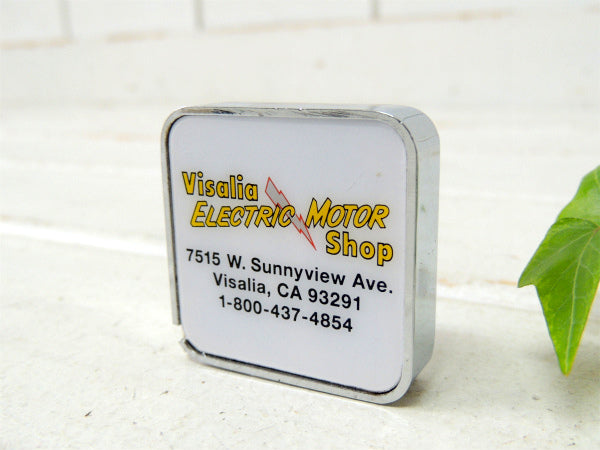 Visalia
ELECTRIC MOTOR
Shop
7515 W. Sunnyview Ave.
Visalia, CA 93291
1-800-437-4854